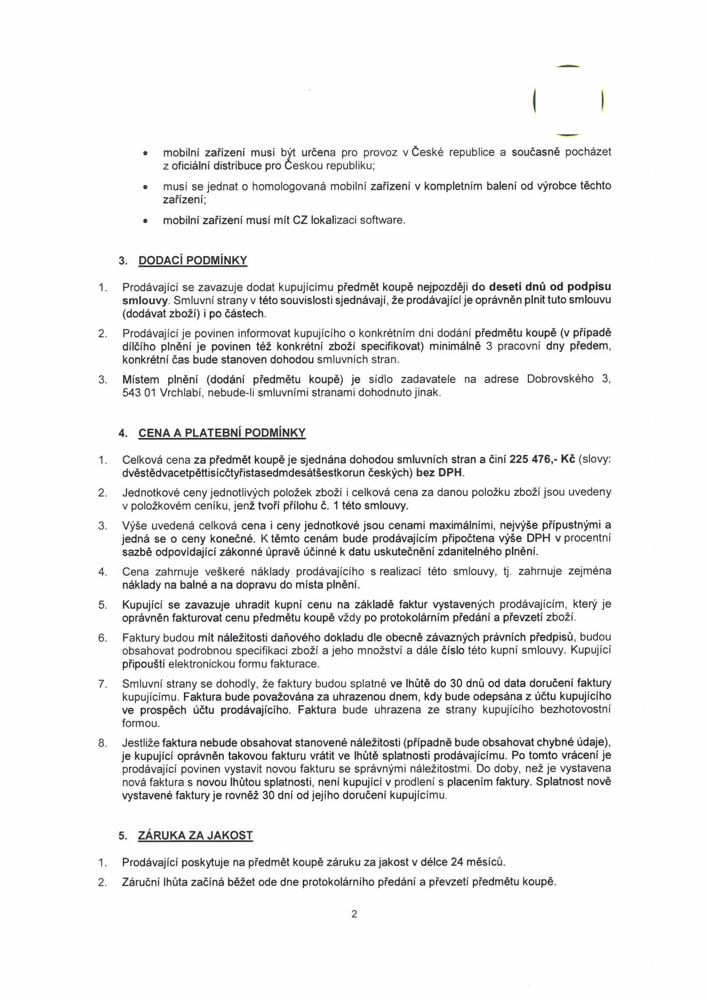 • mobilní zařízení musí být určena pro provoz v České republice a současně pocházet
z oficiální distribuce pro Českou republiku;
• musí se jednat o homologovaná mobilní zařízení v kompletním balení od výrobce těchto
zařízení;
• mobilní zařízení musí mít CZ lokalizaci software.
3. DODACÍ PODMÍNKY
1. Prodávající se zavazuje dodat kupujícímu předmět koupě nejpozději do deseti dnů od podpisu
smlouvy. Smluvní strany v této souvislosti sjednávají, že prodávající je oprávněn plnit tuto smlouvu
(dodávat zboží) i po částech.
2. Prodávající je povinen informovat kupujícího o konkrétním dni dodání předmětu koupě (v případě
dílčího plnění je povinen též konkrétní zboží specifikovat) minimálně 3 pracovní dny předem,
konkrétní čas bude stanoven dohodou smluvních stran.
3. Místem plnění (dodání předmětu koupě) je sídlo zadavatele na adrese Dobrovského 3,
543 01 Vrchlabí, nebude-li smluvními stranami dohodnuto jinak.
4. CENA A PLATEBNÍ PODMÍNKY
1. Celková cena za předmět koupě je sjednána dohodou smluvních stran a činí 225 476,- Kč (slovy:
dvěstědvacetpěttisícčtyřistasedmdesátšestkorun českých) bez DPH.
2. Jednotkové ceny jednotlivých položek zboží i celková cena za danou položku zboží jsou uvedeny
v položkovém ceníku, jenž tvoří přílohu č. 1 této smlouvy.
3. Výše uvedená celková cena i ceny jednotkové jsou cenami maximálními, nejvýše přípustnými a
jedná se o ceny konečné. K těmto cenám bude prodávajícím připočtena výše DPH v procentní
sazbě odpovídající zákonné úpravě účinné k datu uskutečnění zdanitelného plnění.
4. Cena zahrnuje veškeré náklady prodávajícího s realizací této smlouvy, tj. zahrnuje zejména
náklady na balné a na dopravu do místa plnění.
5. Kupující se zavazuje uhradit kupní cenu na základě faktur vystavených prodávajícím, který je
oprávněn fakturovat cenu předmětu koupě vždy po protokolárním předání a převzetí zboží.
6. Faktury budou mít náležitosti daňového dokladu dle obecně závazných právních předpisů, budou
obsahovat podrobnou specifikaci zboží a jeho množství a dále číslo této kupní smlouvy. Kupující
připouští elektronickou formu fakturace.
7. Smluvní strany se dohodly, že faktury budou splatné ve lhůtě do 30 dnů od data doručení faktury
kupujícímu. Faktura bude považována za uhrazenou dnem, kdy bude odepsána z účtu kupujícího
ve prospěch účtu prodávajícího. Faktura bude uhrazena ze strany kupujícího bezhotovostní
formou.
8. Jestliže faktura nebude obsahovat stanovené náležitosti (případně bude obsahovat chybné údaje),
je kupující oprávněn takovou fakturu vrátit ve lhůtě splatnosti prodávajícímu. Po tomto vrácení je
prodávající povinen vystavit novou fakturu se správnými náležitostmi. Do doby, než je vystavena
nová faktura s novou lhůtou splatnosti, není kupující v prodlení s placením faktury. Splatnost nově
vystavené faktury je rovněž 30 dní od jejího doručení kupujícímu.
5. ZÁRUKA ZA JAKOST
1. Prodávající poskytuje na předmět koupě záruku za jakost v délce 24 měsíců.
2. Záruční lhůta začíná běžet ode dne protokolárního předání a převzetí předmětu koupě.
2